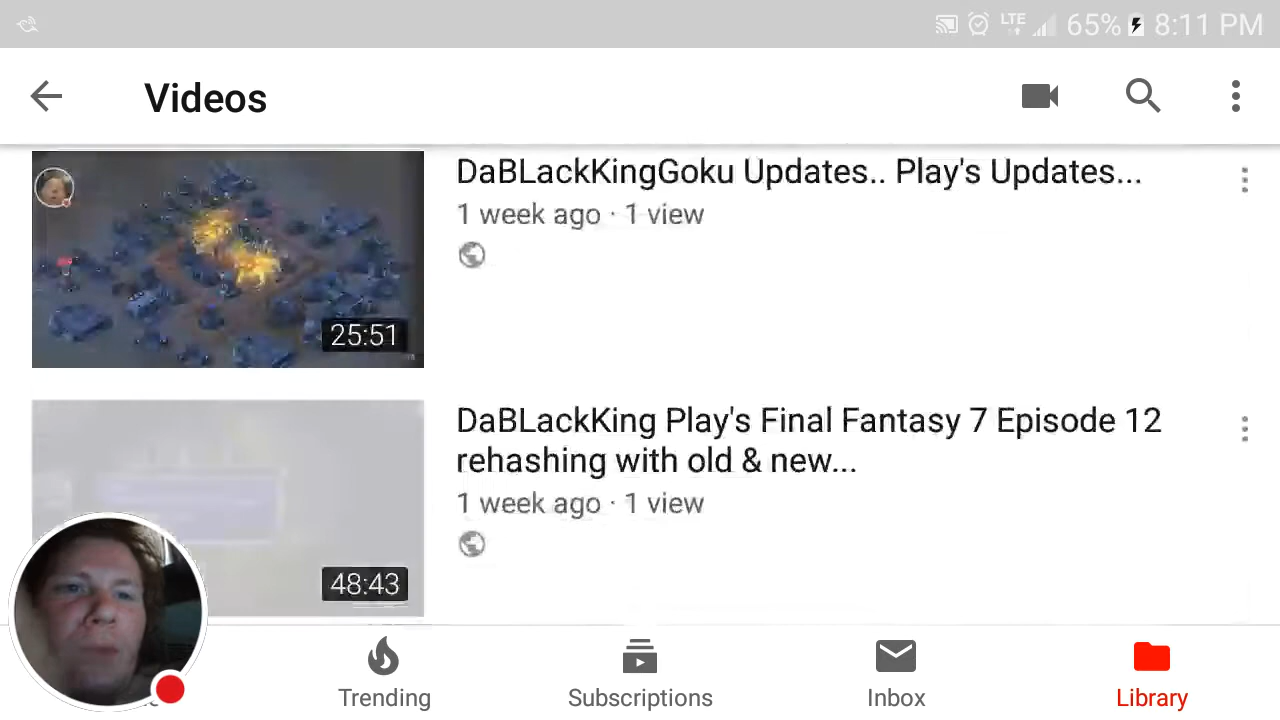 LTE 65% 8:11 PM
Videos
DaBLackKingGoku Updates.. Play's Updates...
1 week ago · 1 view
25:51
DaBLackKing Play's Final Fantasy 7 Episode 12
rehashing with old & new...
1 week ago · 1 view
48:43
Trending
Subscriptions
Inbox
Library